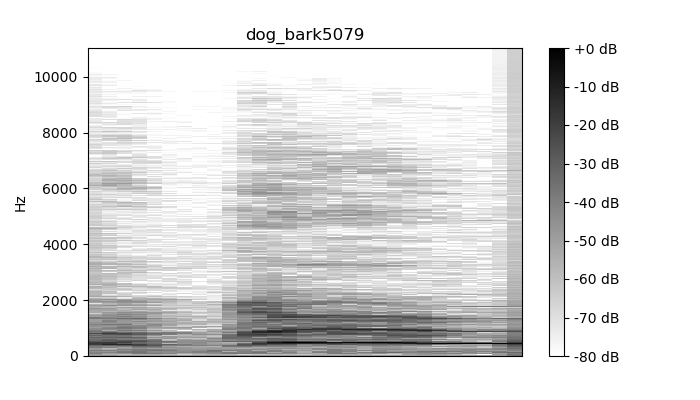 dog_bark5079
Hz
10000
8000
6000
4000
2000
0
+0 dB
-10 dB
-20 dB
-30 dB
-40 dB
-50 dB
-60 dB
-70 dB
-80 dB